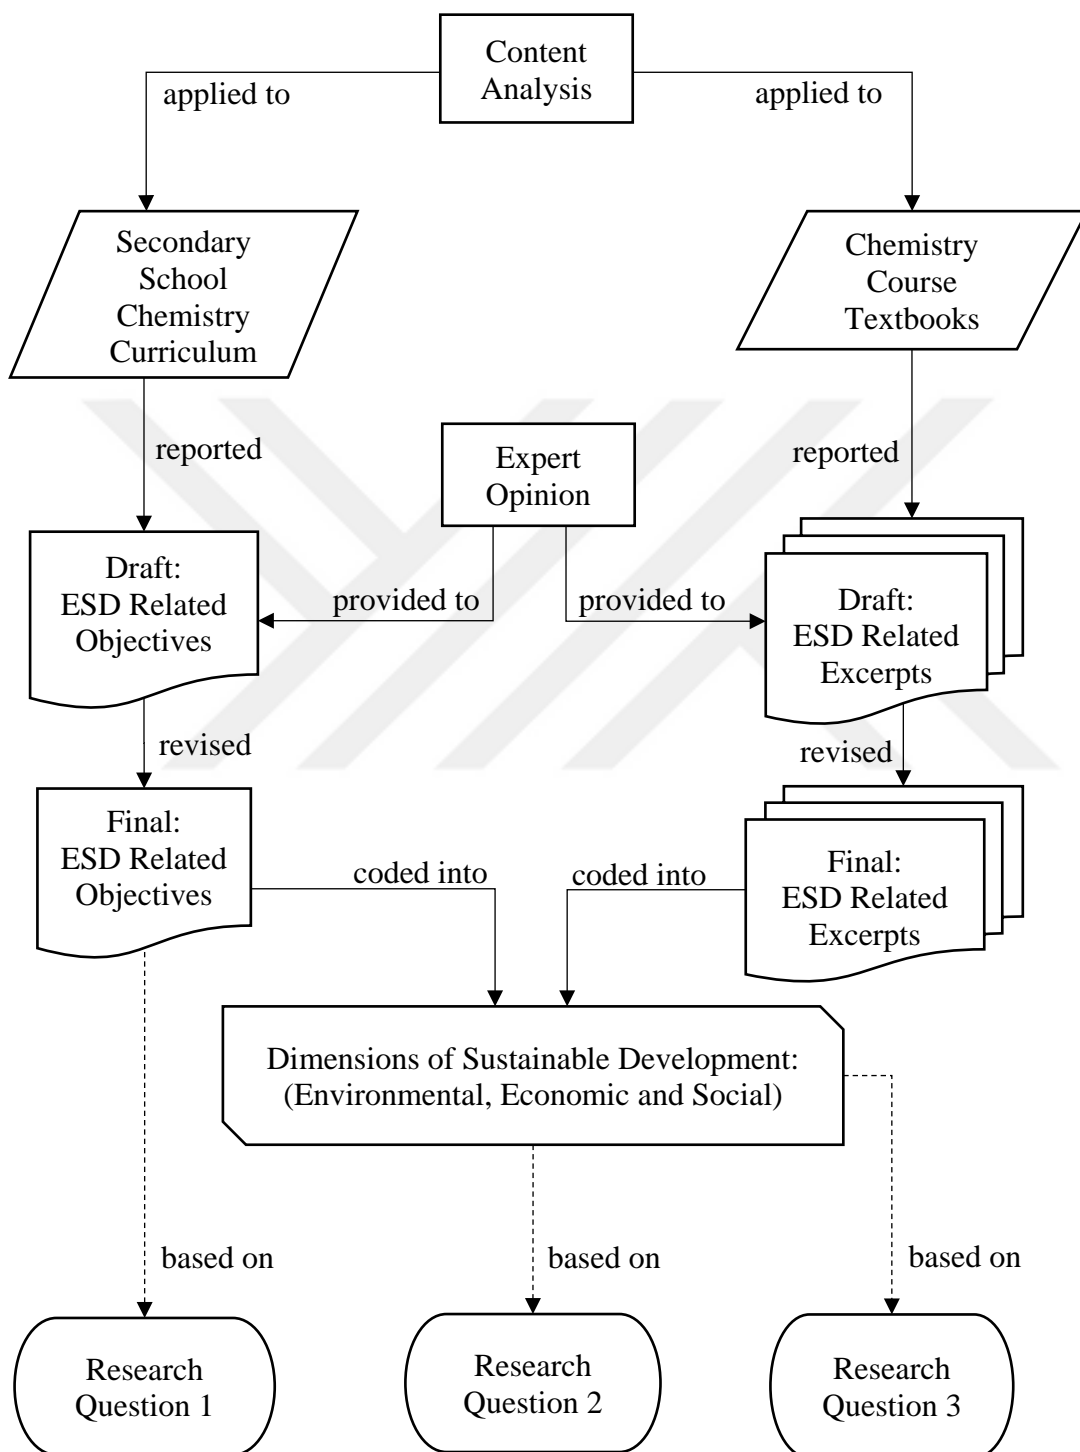 Content
Analysis
applied to
applied to
Secondary
School
Chemistry
Curriculum
Chemistry
Course
Textbooks
reported
reported
Expert
Opinion
Draft:
ESD Related
Objectives
provided to
provided to
Draft:
ESD Related
Excerpts
revised
revised
Final:
ESD Related
Objectives
coded into
coded into
Final:
ESD Related
Excerpts
Dimensions of Sustainable Development:
(Environmental, Economic and Social)
based on
based on
based on
Research
Question 1
Research
Question 2
Research
Question 3